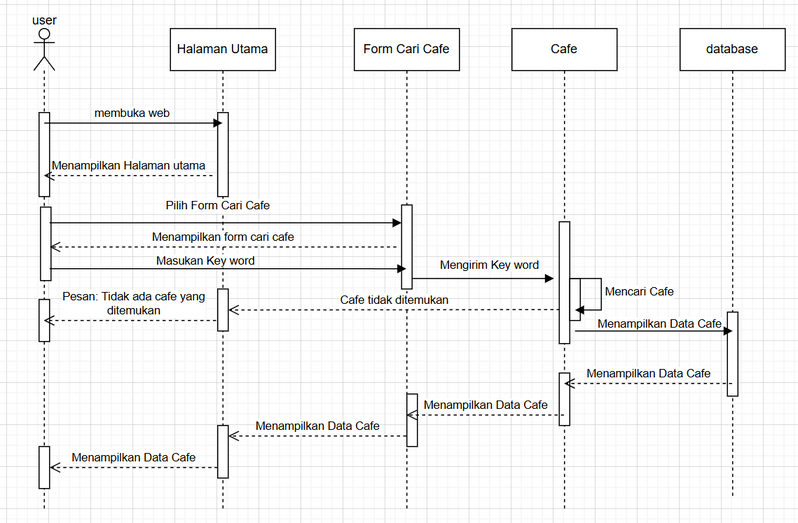 user
Halaman Utama
Form Cari Cafe
Cafe
database
membuka web
Menampilkan Halaman utama
Pilih Form Cari Cafe
Menampilkan form cari cafe
Masukan Key word
Mengirim Key word
Mencari Cafe
Pesan: Tidak ada cafe yang
ditemukan
Cafe tidak ditemukan
Menampilkan Data Cafe
Menampilkan Data Cafe
Menampilkan Data Cafe
Menampilkan Data Cafe
Menampilkan Data Cafe